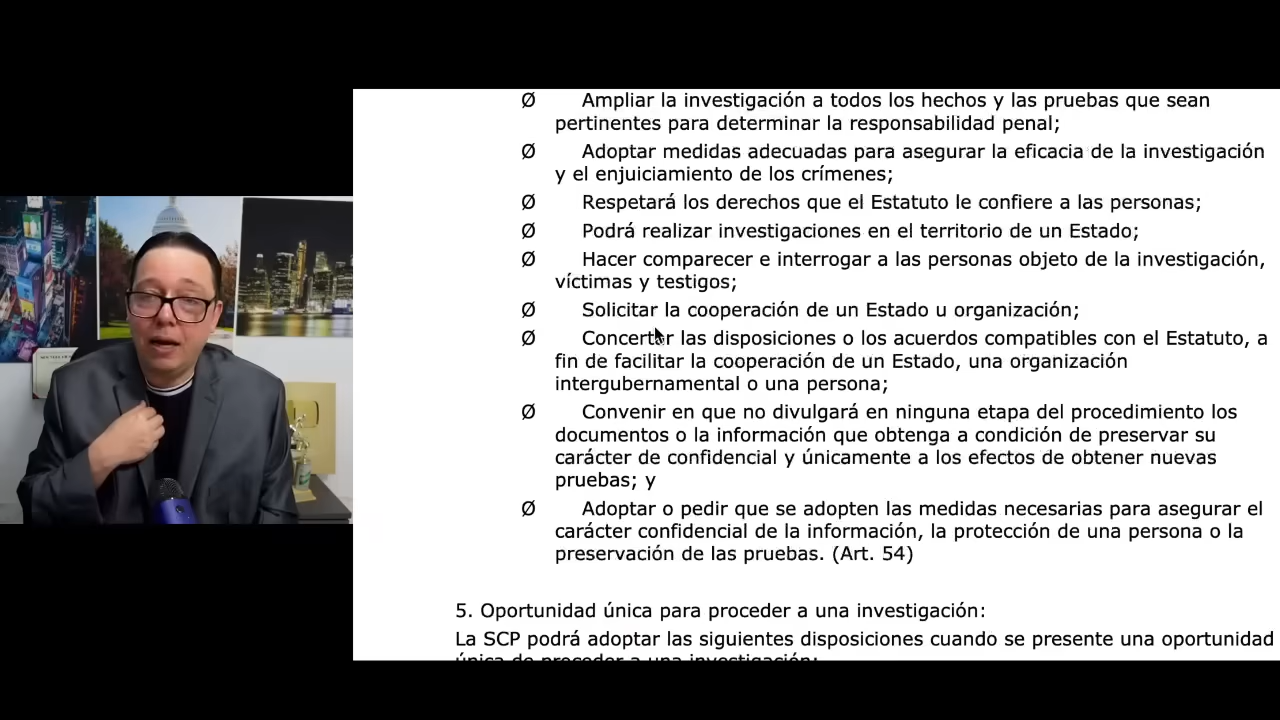 Ø Ampliar la investigación a todos los hechos y las pruebas que sean
pertinentes para determinar la responsabilidad penal;
Ø Adoptar medidas adecuadas para asegurar la eficacia de la investigación
y el enjuiciamiento de los crímenes;
Ø Respetará los derechos que el Estatuto le confiere a las personas;
Ø Podrá realizar investigaciones en el territorio de un Estado;
Ø Hacer comparecer e interrogar a las personas objeto de la investigación,
víctimas y testigos;
Ø Solicitar la cooperación de un Estado u organización;
Ø Concertar las disposiciones o los acuerdos compatibles con el Estatuto, a
fin de facilitar la cooperación de un Estado, una organización
intergubernamental o una persona;
Ø Convenir en que no divulgará en ninguna etapa del procedimiento los
documentos o la información que obtenga a condición de preservar su
carácter de confidencial y únicamente a los efectos de obtener nuevas
pruebas; y
Ø Adoptar o pedir que se adopten las medidas necesarias para asegurar el
carácter confidencial de la información, la protección de una persona o la
preservación de las pruebas. (Art. 54)
5. Oportunidad única para proceder a una investigación:
La SCP podrá adoptar las siguientes disposiciones cuando se presente una oportunidad
única de proceder a una investigación: